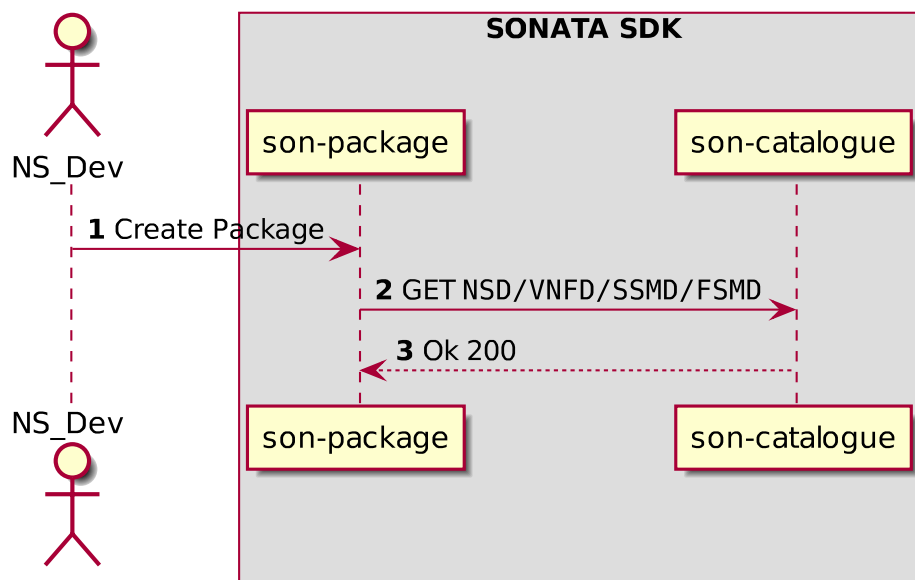 SONATA SDK
NS_Dev
son-package
son-catalogue
1 Create Package
2 GET NSD/VNFD/SSMD/FSMD
3 Ok 200
NS_Dev
son-package
son-catalogue